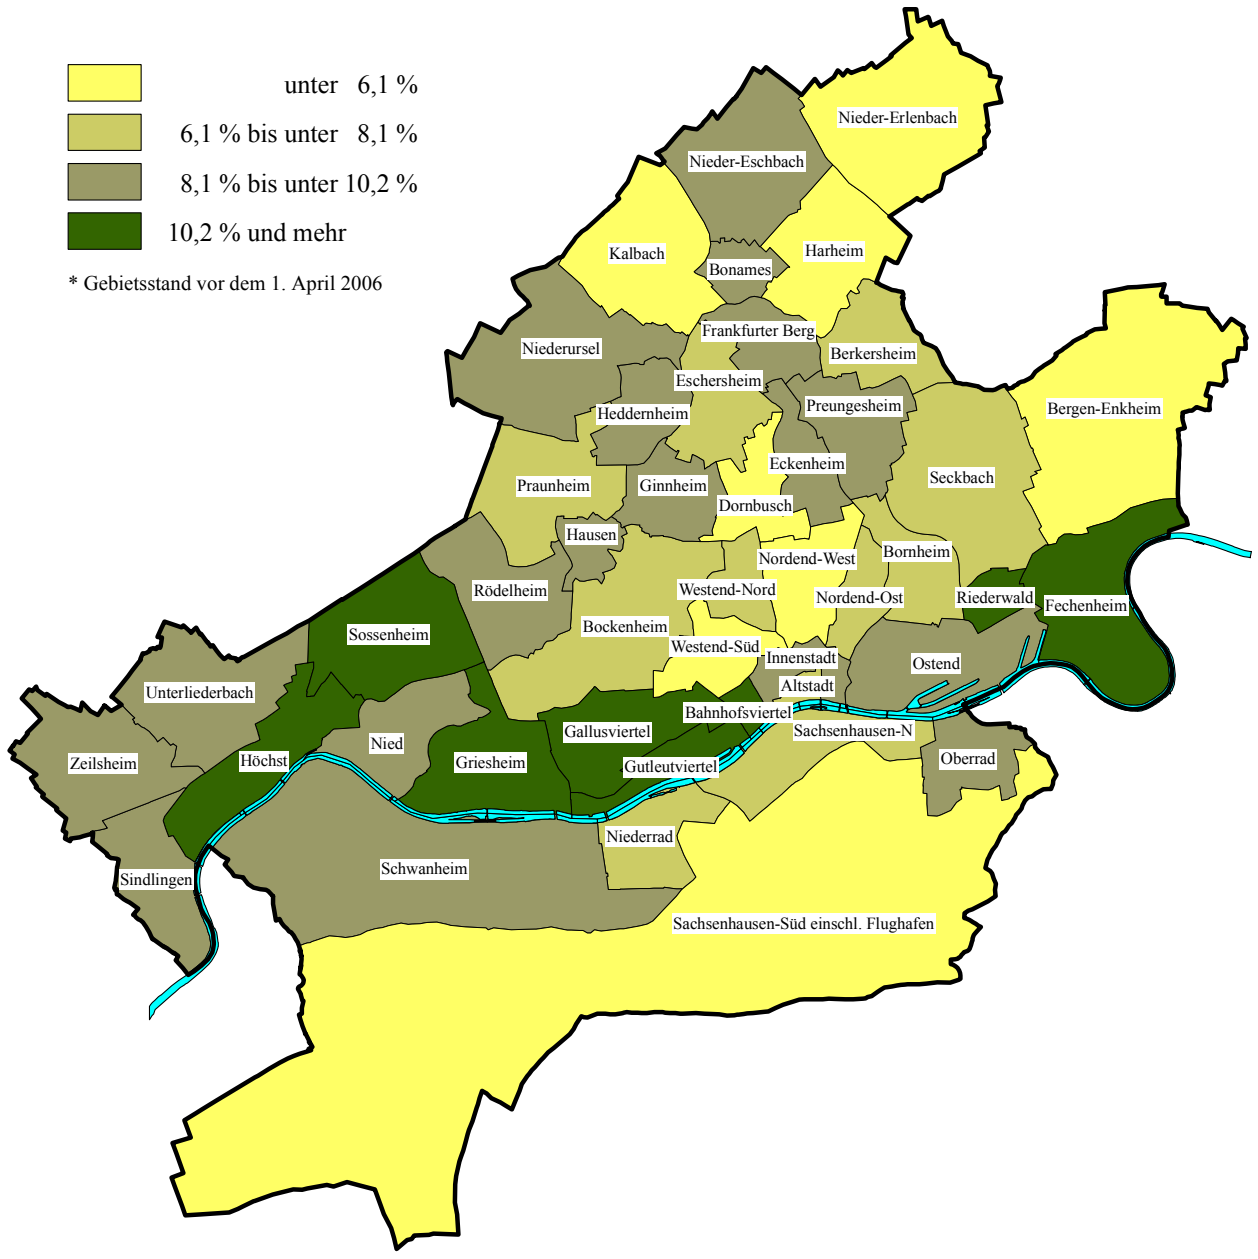 unter 6,1 %
6,1 % bis unter 8,1 %
8,1 % bis unter 10,2 %
10,2 % und mehr
* Gebietsstand vor dem 1. April 2006
Nieder-Erlenbach
Nieder-Eschbach
Kalbach
Harheim
Bonames
Frankfurter Berg
Niederursel
Berkersheim
Eschersheim
Heddernheim
Preungesheim
Bergen-Enkheim
Eckenheim
Seckbach
Praunheim
Ginnheim
Dornbusch
Hausen
Nordend-West
Bornheim
Rödelheim
Westend-Nord
Nordend-Ost
Riederwald
Fechenheim
Sossenheim
Bockenheim
Westend-Süd
Innenstadt
Ostend
Unterliederbach
Altstadt
Bahnhofsviertel
Gallusviertel
Sachsenhausen-N
Nied
Zeilsheim
Höchst
Griesheim
Gutleutviertel
Oberrad
Niederrad
Schwanheim
Sindlingen
Sachsenhausen-Süd einschl. Flughafen